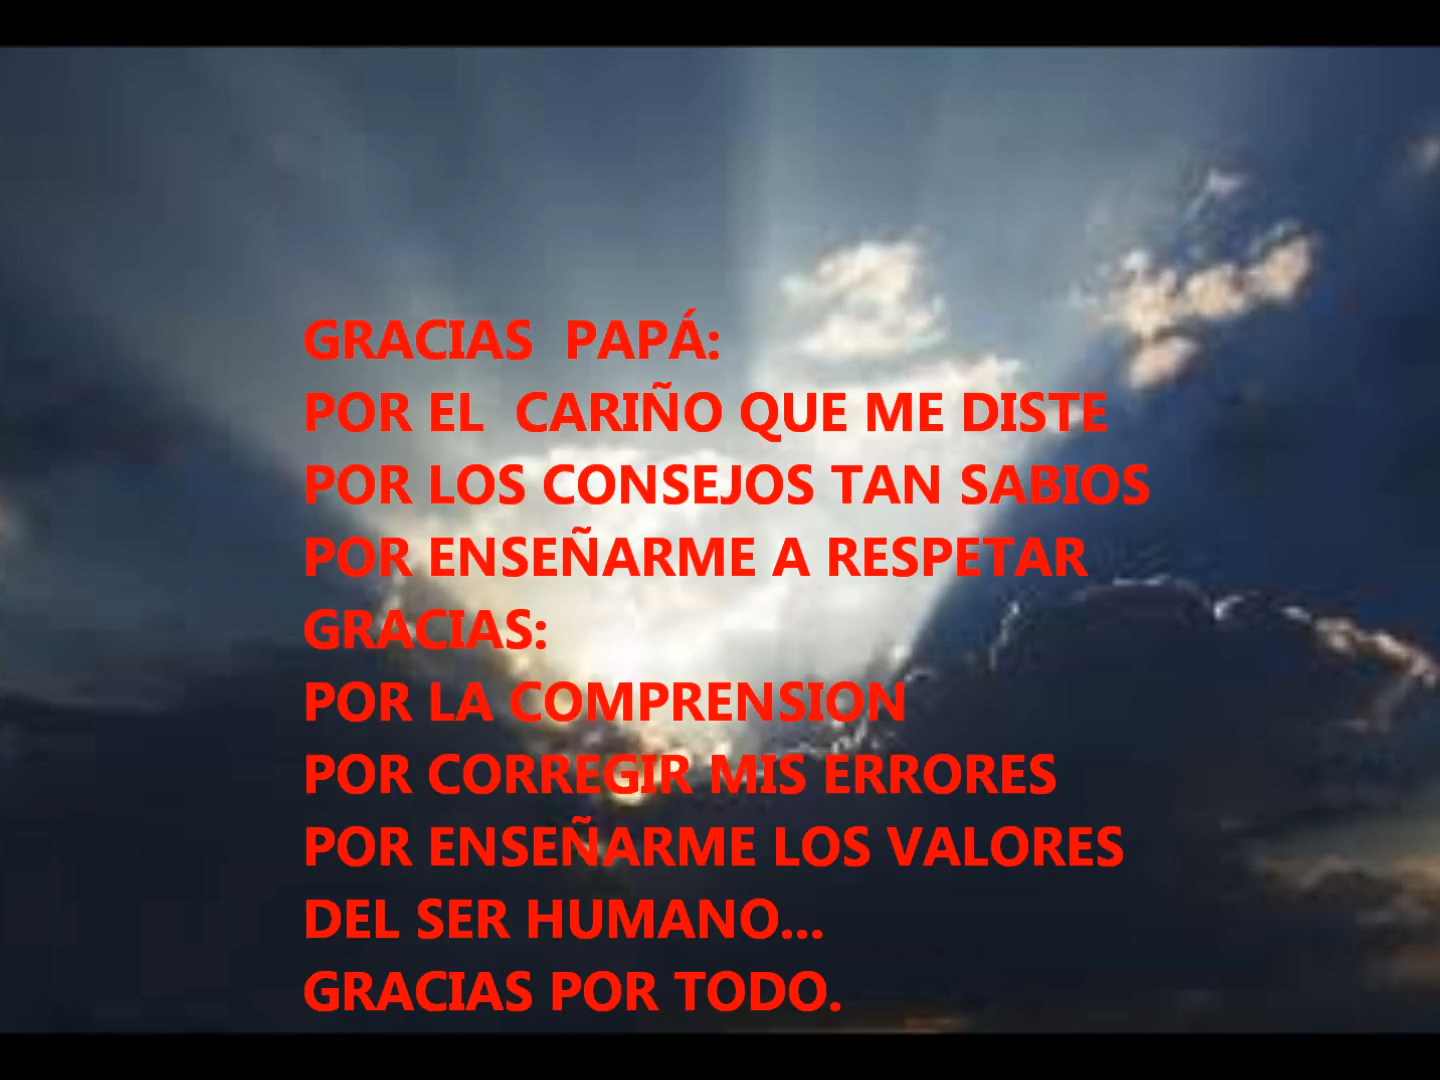 GRACIAS  PAPÁ:
POR EL  CARIÑO QUE ME DISTE
POR LOS CONSEJOS TAN SABIOS
POR ENSEÑARME A RESPETAR
GRACIAS:
POR LA COMPRENSION
POR CORREGIR MIS ERRORES
POR ENSEÑARME LOS VALORES
DEL SER HUMANO...
GRACIAS POR TODO.